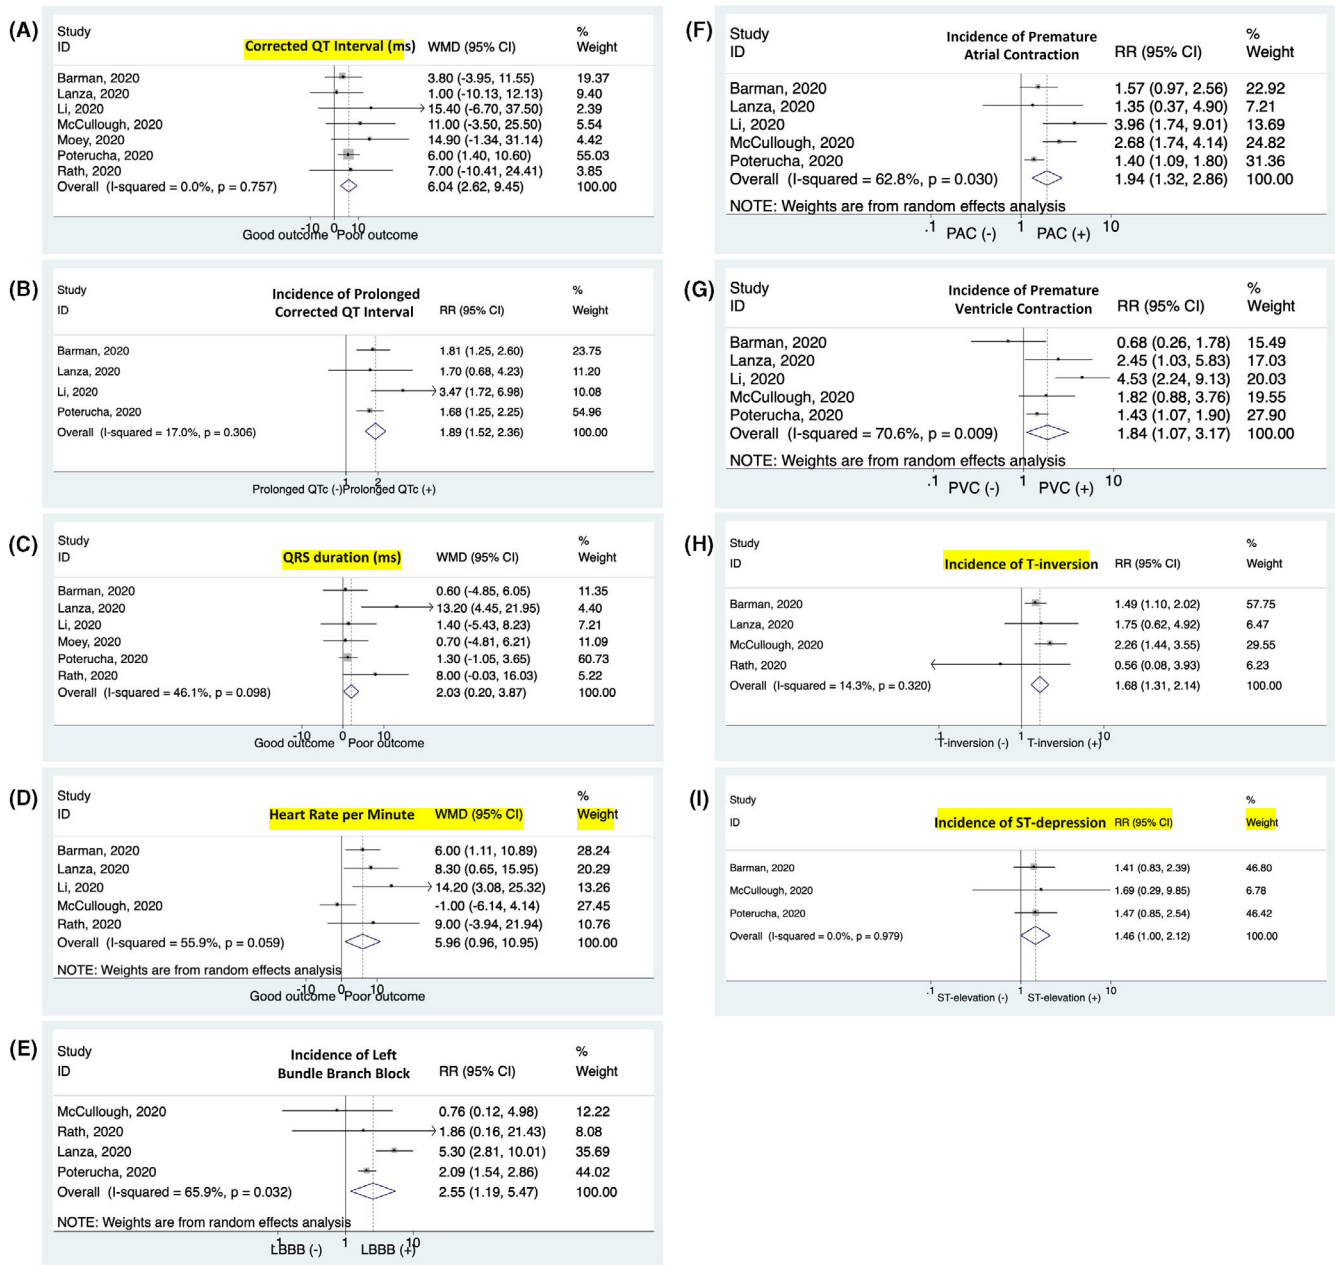 (A)
Study %
ID Corrected QT Interval (ms) WMD (95% CI) Weight
Barman, 2020 3.80 (-3.95, 11.55) 19.37
Lanza, 2020 1.00 (-10.13, 12.13) 9.40
Li, 2020 15.40 (-6.70, 37.50) 2.39
McCullough, 2020 11.00 (-3.50, 25.50) 5.54
Moey, 2020 14.90 (-1.34, 31.14) 4.42
Poterucha, 2020 6.00 (1.40, 10.60) 55.03
Rath, 2020 7.00 (-10.41, 24.41) 3.85
Overall (I-squared = 0.0%, p = 0.757) 6.04 (2.62, 9.45) 100.00
-10 0 10
Good outcome Poor outcome
(B)
Study Incidence of Prolonged %
ID Corrected QT Interval RR (95% CI) Weight
Barman, 2020 1.81 (1.25, 2.60) 23.75
Lanza, 2020 1.70 (0.68, 4.23) 11.20
Li, 2020 3.47 (1.72, 6.98) 10.08
Poterucha, 2020 1.68 (1.25, 2.25) 54.96
Overall (I-squared = 17.0%, p = 0.306) 1.89 (1.52, 2.36) 100.00
1 2
Prolonged QTc (-) Prolonged QTc (+)
(C)
Study %
ID QRS duration (ms) WMD (95% CI) Weight
Barman, 2020 0.60 (-4.85, 6.05) 11.35
Lanza, 2020 13.20 (4.45, 21.95) 4.40
Li, 2020 1.40 (-5.43, 8.23) 7.21
Moey, 2020 0.70 (-4.81, 6.21) 11.09
Poterucha, 2020 1.30 (-1.05, 3.65) 60.73
Rath, 2020 8.00 (-0.03, 16.03) 5.22
Overall (I-squared = 46.1%, p = 0.098) 2.03 (0.20, 3.87) 100.00
-10 0 10
Good outcome Poor outcome
(D)
Study %
ID Heart Rate per Minute WMD (95% CI) Weight
Barman, 2020 6.00 (1.11, 10.89) 28.24
Lanza, 2020 8.30 (0.65, 15.95) 20.29
Li, 2020 14.20 (3.08, 25.32) 13.26
McCullough, 2020 -1.00 (-6.14, 4.14) 27.45
Rath, 2020 9.00 (-3.94, 21.94) 10.76
Overall (I-squared = 55.9%, p = 0.059) 5.96 (0.96, 10.95) 100.00
NOTE: Weights are from random effects analysis
-10 0 10
Good outcome Poor outcome
(E)
Study Incidence of Left %
ID Bundle Branch Block RR (95% CI) Weight
McCullough, 2020 0.76 (0.12, 4.98) 12.22
Rath, 2020 1.86 (0.16, 21.43) 8.08
Lanza, 2020 5.30 (2.81, 10.01) 35.69
Poterucha, 2020 2.09 (1.54, 2.86) 44.02
Overall (I-squared = 65.9%, p = 0.032) 2.55 (1.19, 5.47) 100.00
NOTE: Weights are from random effects analysis
.1 1 10
LBBB (-) LBBB (+)
(F)
Study Incidence of Premature %
ID Atrial Contraction RR (95% CI) Weight
Barman, 2020 1.57 (0.97, 2.56) 22.92
Lanza, 2020 1.35 (0.37, 4.90) 7.21
Li, 2020 3.96 (1.74, 9.01) 13.69
McCullough, 2020 2.68 (1.74, 4.14) 24.82
Poterucha, 2020 1.40 (1.09, 1.80) 31.36
Overall (I-squared = 62.8%, p = 0.030) 1.94 (1.32, 2.86) 100.00
NOTE: Weights are from random effects analysis
.1 1 10
PAC (-) PAC (+)
(G)
Study Incidence of Premature %
ID Ventricle Contraction RR (95% CI) Weight
Barman, 2020 0.68 (0.26, 1.78) 15.49
Lanza, 2020 2.45 (1.03, 5.83) 17.03
Li, 2020 4.53 (2.24, 9.13) 20.03
McCullough, 2020 1.82 (0.88, 3.76) 19.55
Poterucha, 2020 1.43 (1.07, 1.90) 27.90
Overall (I-squared = 70.6%, p = 0.009) 1.84 (1.07, 3.17) 100.00
NOTE: Weights are from random effects analysis
.1 1 10
PVC (-) PVC (+)
(H)
Study %
ID Incidence of T-inversion RR (95% CI) Weight
Barman, 2020 1.49 (1.10, 2.02) 57.75
Lanza, 2020 1.75 (0.62, 4.92) 6.47
McCullough, 2020 2.26 (1.44, 3.55) 29.55
Rath, 2020 0.56 (0.08, 3.93) 6.23
Overall (I-squared = 14.3%, p = 0.320) 1.68 (1.31, 2.14) 100.00
.1 1 10
T-inversion (-) T-inversion (+)
(I)
Study %
ID Incidence of ST-depression RR (95% CI) Weight
Barman, 2020 1.41 (0.83, 2.39) 46.80
McCullough, 2020 1.69 (0.29, 9.85) 6.78
Poterucha, 2020 1.47 (0.85, 2.54) 46.42
Overall (I-squared = 0.0%, p = 0.979) 1.46 (1.00, 2.12) 100.00
.1 1 10
ST-elevation (-) ST-elevation (+)